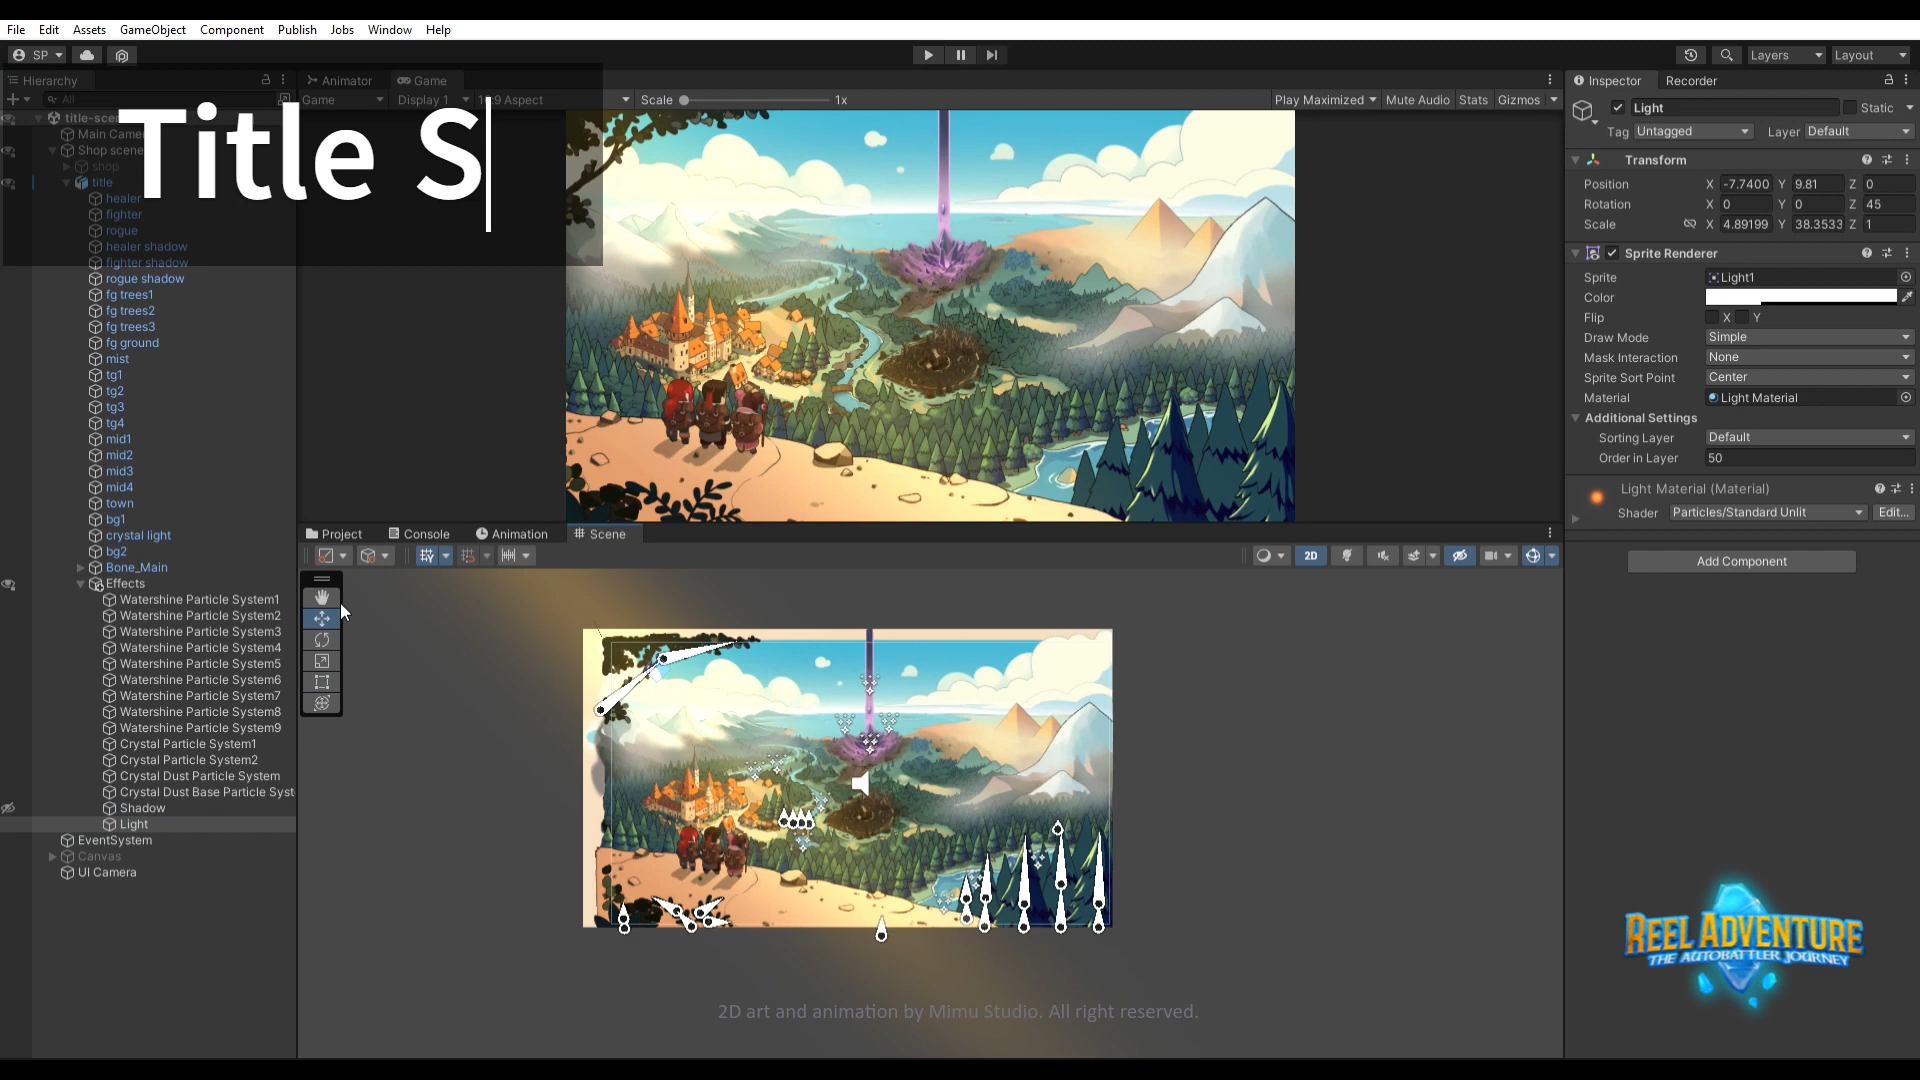 File Edit Assets GameObject Component Publish Jobs Window Help
SP Layers Layout
Hierarchy Animator Game Inspector Recorder
All Game Display 1 Aspect Scale 1x Play Maximized Mute Audio Stats Gizmos
Title S
Light Static
Tag Untagged Layer Default
Transform
Position X -7.7400 Y 9.81 Z 0
Rotation X 0 Y 0 Z 45
Scale X 4.89199 Y 38.3533 Z 1
Sprite Renderer
Sprite Light1
Color
Flip X Y
Draw Mode Simple
Mask Interaction None
Sprite Sort Point Center
Material Light Material
Additional Settings
Sorting Layer Default
Order in Layer 50
Light Material (Material)
Shader Particles/Standard Unlit Edit...
Add Component
Shop scene
shop
title
healer
fighter
rogue
healer shadow
fighter shadow
rogue shadow
fg trees1
fg trees2
fg trees3
fg ground
mist
tg1
tg2
tg3
tg4
mid1
mid2
mid3
mid4
town
bg1
crystal light
bg2
Bone_Main
Effects
Watershine Particle System1
Watershine Particle System2
Watershine Particle System3
Watershine Particle System4
Watershine Particle System5
Watershine Particle System6
Watershine Particle System7
Watershine Particle System8
Watershine Particle System9
Crystal Particle System1
Crystal Particle System2
Crystal Dust Particle System
Crystal Dust Base Particle Syst
Shadow
Light
EventSystem
Canvas
UI Camera
Project Console Animation Scene
2D
REEL ADVENTURE
THE AUTOBATTLER JOURNEY
2D art and animation by Mimu Studio. All right reserved.